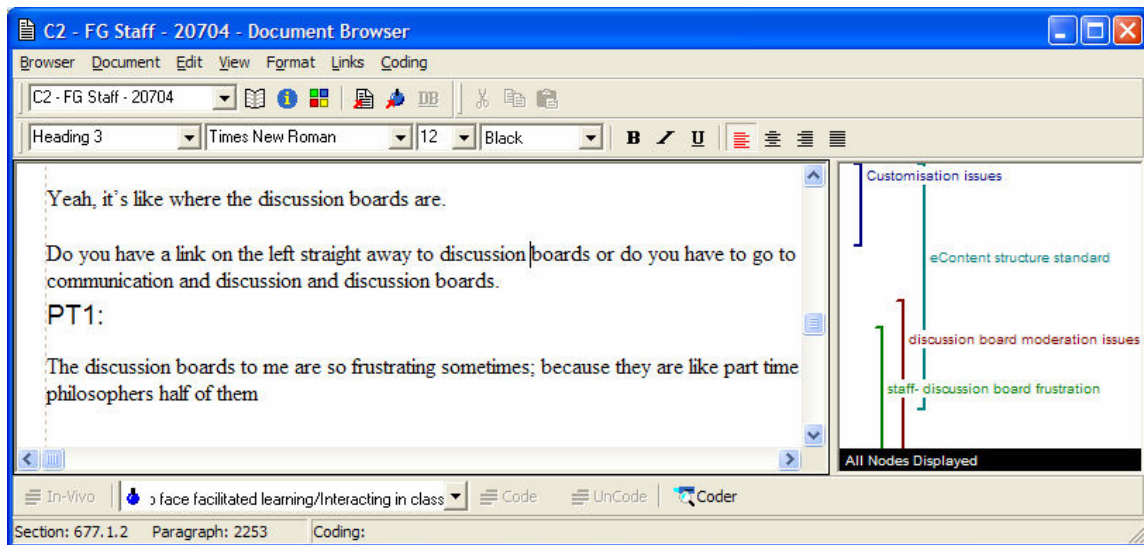 C2 - FG Staff - 20704 - Document Browser
Browser Document Edit View Format Links Coding
C2 - FG Staff - 20704 DB
Heading 3 Times New Roman 12 Black B I U
Yeah, it's like where the discussion boards are.
Do you have a link on the left straight away to discussion boards or do you have to go to
communication and discussion and discussion boards.
PT1:
The discussion boards to me are so frustrating sometimes; because they are like part time
philosophers half of them
Customisation issues
eContent structure standard
discussion board moderation issues
staff- discussion board frustration
All Nodes Displayed
In-Vivo face facilitated learning/Interacting in class Code UnCode Coder
Section: 677.1.2 Paragraph: 2253 Coding: